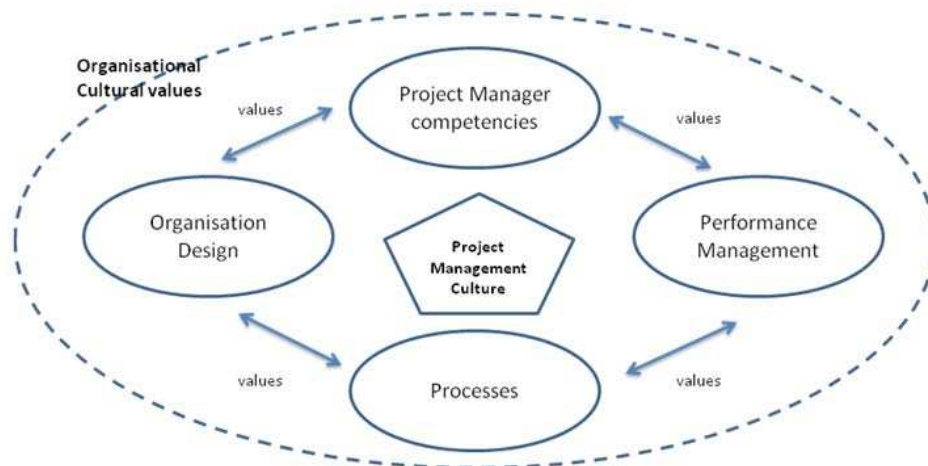 Organisational
Cultural values
Project Manager
competencies
values
values
Organisation
Design
Project
Management
Culture
Performance
Management
values
Processes
values